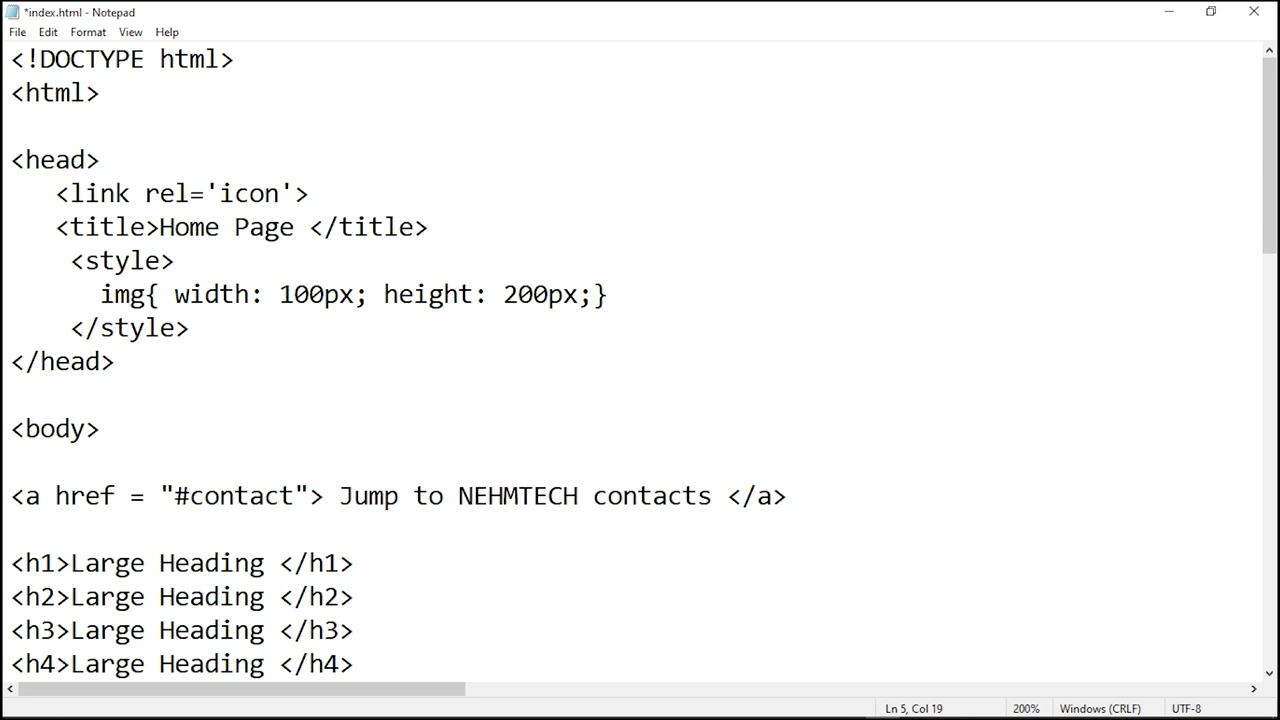 *index.html - Notepad
File Edit Format View Help
<!DOCTYPE html>
<html>
<head>
<link rel='icon'>
<title>Home Page </title>
<style>
img{ width: 100px; height: 200px;}
</style>
</head>
<body>
<a href = "#contact"> Jump to NEHMTECH contacts </a>
<h1>Large Heading </h1>
<h2>Large Heading </h2>
<h3>Large Heading </h3>
<h4>Large Heading </h4>
Ln 5, Col 19 200% Windows (CRLF) UTF-8